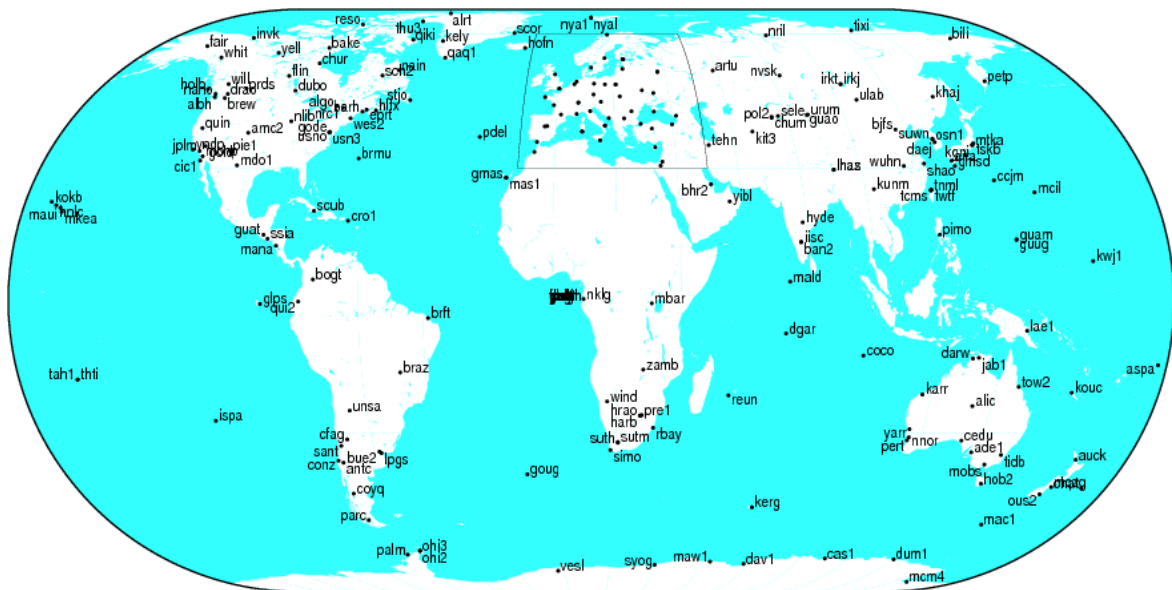 reso
thu3
alrt
scor
nya1
nyal
nril
tixi
bili
fair
invk
bake
qiki
kely
hofn
whit
yell
chur
qaq1
artu
nvsk
irkt
irkj
petp
flin
sch2
nain
holb
will
nano
drao
prds
dubo
stjo
ulab
khaj
albh
brew
algo
parh
hlfx
eprt
pol2
sele
urum
guao
chum
quin
amc2
nlib
nrc1
wes2
gode
usno
usn3
pdel
tehn
kit3
bjfs
suwn
osn1
mtka
tskb
daej
jplm
pie1
mdo1
cic1
brmu
gmas
mas1
bhr2
yibl
lhaz
wuhn
shao
kunm
tcms
tnml
twtf
ccjm
mcil
kokb
maui
mkea
scub
cro1
hyde
iisc
ban2
pimo
guam
guug
guat
ssia
mana
kwj1
bogt
mald
glps
qui2
nklg
mbar
brft
dgar
lae1
coco
darw
jab1
tah1
thti
braz
zamb
tow2
kouc
aspa
unsa
wind
reun
karr
alic
ispa
hrao
pre1
harb
rbay
cfag
sant
suth
sutm
simo
yarr
pert
nnor
cedu
ade1
conz
bue2
lpgs
antc
goug
mobs
tidb
auck
hob2
coyq
kerg
ous2
parc
mac1
palm
ohi3
ohi2
vesl
syog
maw1
dav1
cas1
dum1
mcm4